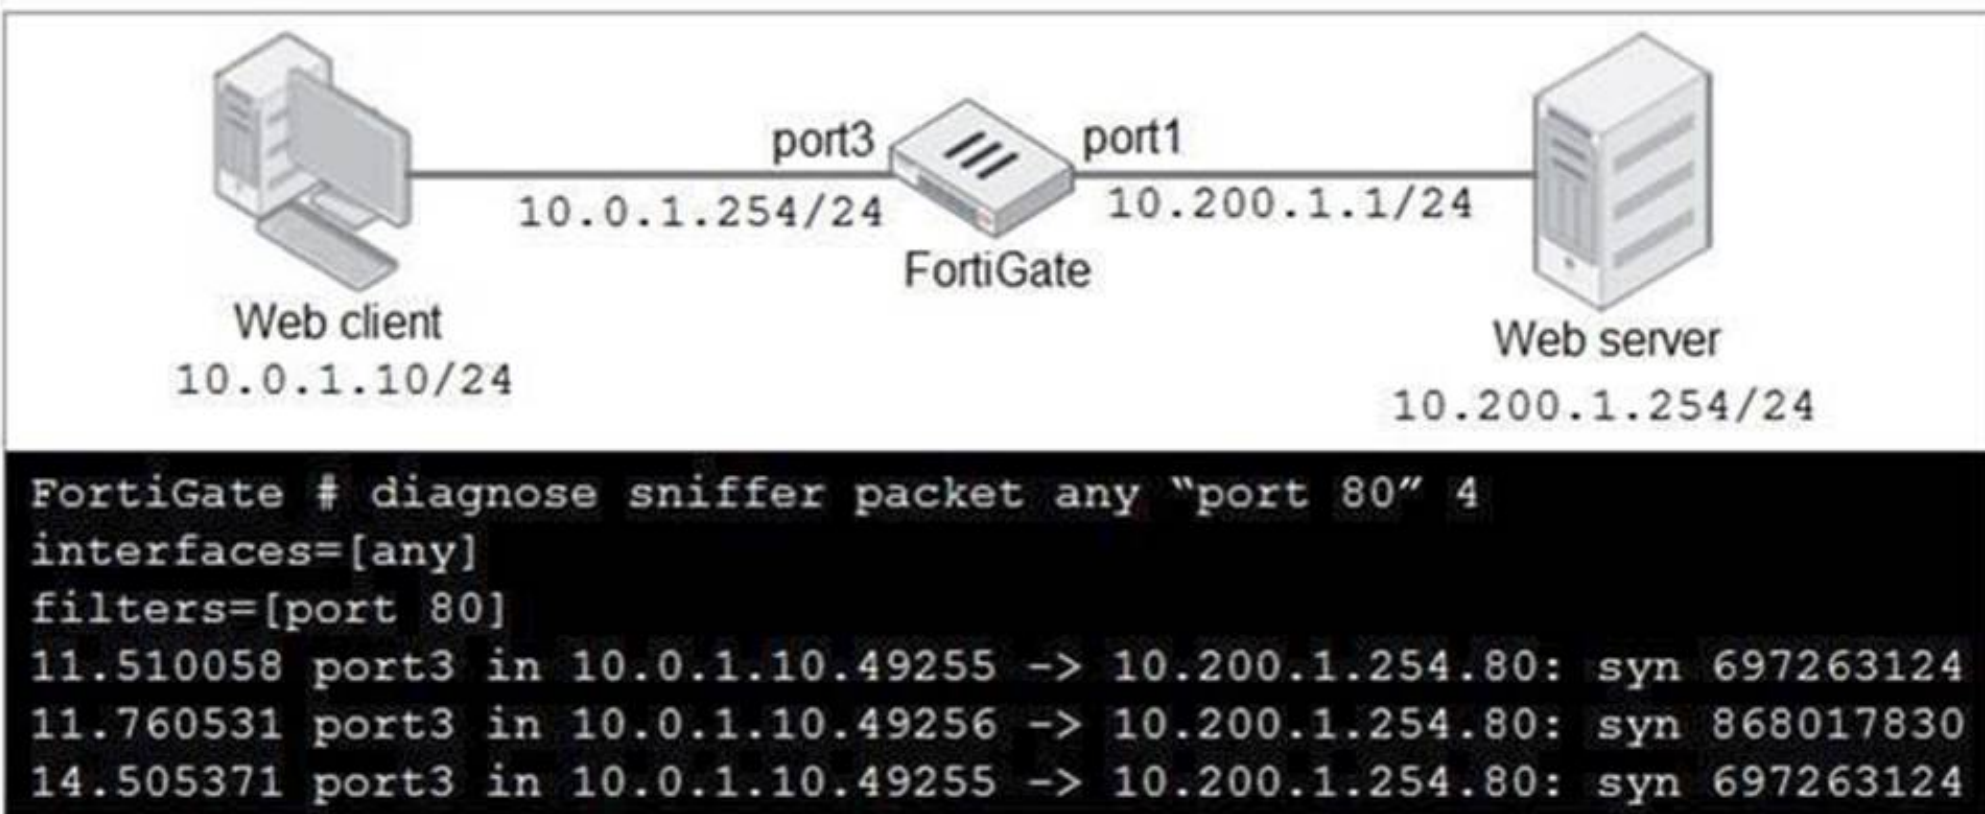 port3
port1
10.0.1.254/24
10.200.1.1/24
FortiGate
Web client
10.0.1.10/24
Web server
10.200.1.254/24
FortiGate # diagnose sniffer packet any “port 80” 4
interfaces=[any]
filters=[port 80]
11.510058 port3 in 10.0.1.10.49255 -> 10.200.1.254.80: syn 697263124
11.760531 port3 in 10.0.1.10.49256 -> 10.200.1.254.80: syn 868017830
14.505371 port3 in 10.0.1.10.49255 -> 10.200.1.254.80: syn 697263124